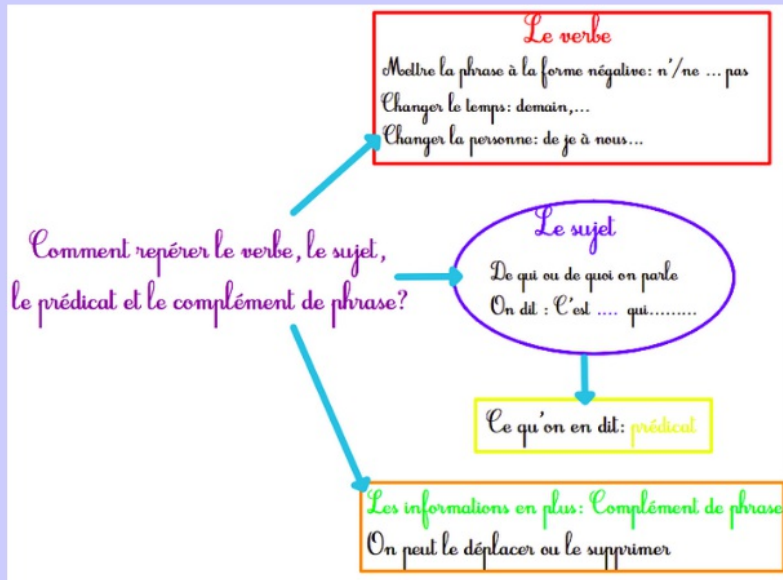 Le verbe
Mettre la phrase à la forme négative: n'/ne ... pas
Changer le temps: demain,...
Changer la personne: de je à nous...
Comment repérer le verbe, le sujet,
le prédicat et le complément de phrase?
Le sujet
De qui ou de quoi on parle
On dit : C'est .... qui.........
Ce qu'on en dit: prédicat
Les informations en plus: Complément de phrase
On peut le déplacer ou le supprimer